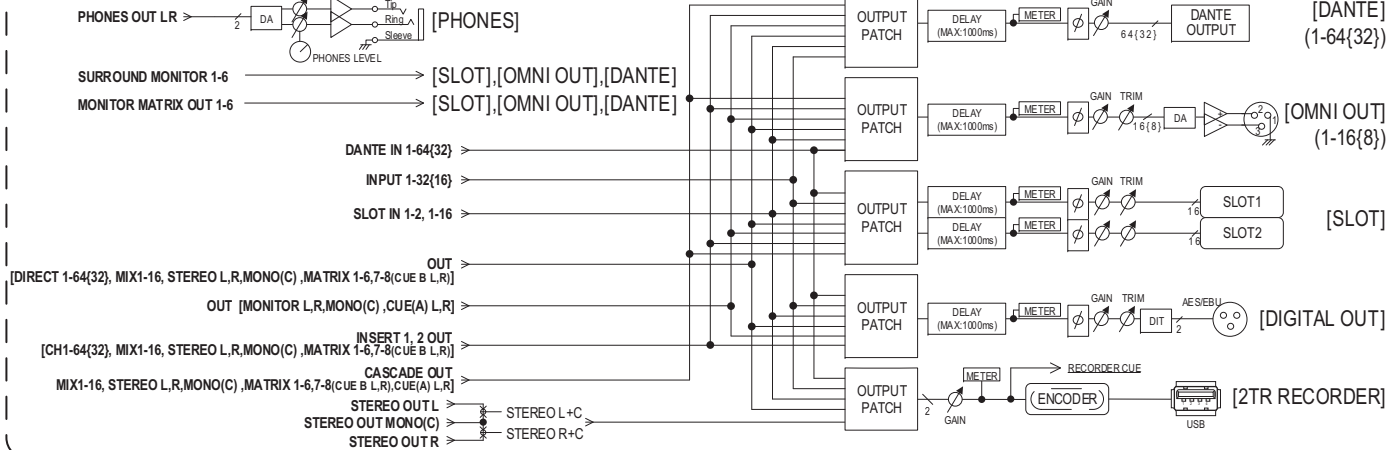 PHONES OUT LR
2
DA
Tip
Ring
Sleeve
[PHONES]
PHONES LEVEL
SURROUND MONITOR 1-6
[SLOT],[OMNI OUT],[DANTE]
MONITOR MATRIX OUT 1-6
[SLOT],[OMNI OUT],[DANTE]
DANTE IN 1-64{32}
INPUT 1-32{16}
SLOT IN 1-2, 1-16
OUT
[DIRECT 1-64{32}, MIX1-16, STEREO L,R,MONO(C) ,MATRIX 1-6,7-8(CUE B L,R)]
OUT [MONITOR L,R,MONO(C) ,CUE(A) L,R]
INSERT 1, 2 OUT
[CH1-64{32}, MIX1-16, STEREO L,R,MONO(C) ,MATRIX 1-6,7-8(CUE B L,R)]
CASCADE OUT
MIX1-16, STEREO L,R,MONO(C) ,MATRIX 1-6,7-8(CUE B L,R),CUE(A) L,R]
STEREO OUT L
STEREO OUT MONO(C)
STEREO OUT R
STEREO L+C
STEREO R+C
OUTPUT
PATCH
DELAY
(MAX:1000ms)
METER
ϕ
GAIN
64{32}
DANTE
OUTPUT
[DANTE]
(1-64{32})
OUTPUT
PATCH
DELAY
(MAX:1000ms)
METER
ϕ
GAIN TRIM
16{8}
DA
+
-
2
1
3
[OMNI OUT]
(1-16{8})
OUTPUT
PATCH
DELAY
(MAX:1000ms)
METER
ϕ
GAIN TRIM
16
SLOT1
DELAY
(MAX:1000ms)
METER
ϕ
16
SLOT2
[SLOT]
OUTPUT
PATCH
DELAY
(MAX:1000ms)
METER
ϕ
GAIN TRIM
DIT
AES/EBU
2
[DIGITAL OUT]
OUTPUT
PATCH
2
GAIN
METER
RECORDER CUE
ENCODER
USB
[2TR RECORDER]